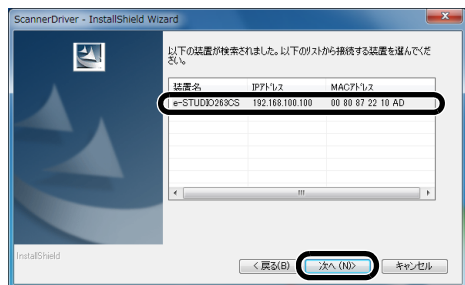 ScannerDriver - InstallShield Wizard
以下の装置が検索されました。以下のリストから接続する装置を選んでくだ
さい。
装置名 IPアドレス MACアドレス
e-STUDIO263CS 192.168.100.100 00 80 87 22 10 AD
InstallShield
< 戻る(B) 次へ (N)> キャンセル